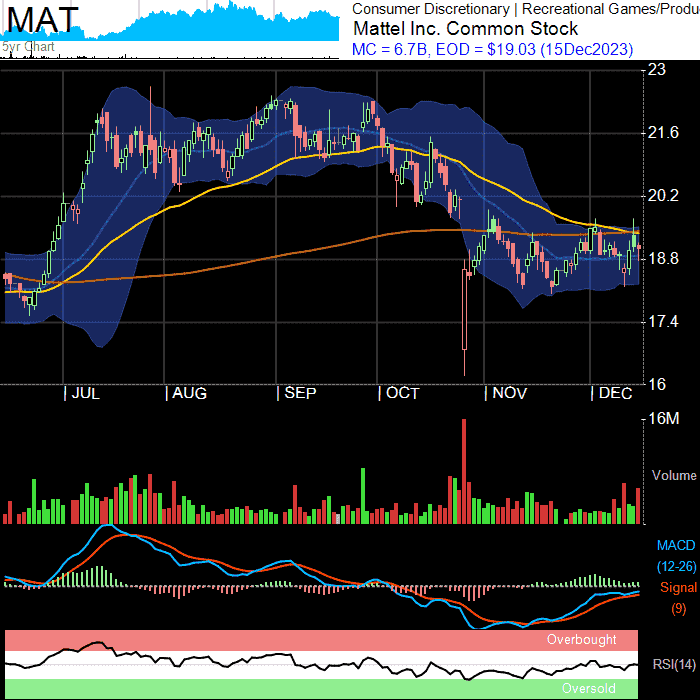 MAT
5yr Chart
Consumer Discretionary | Recreational Games/Produ
Mattel Inc. Common Stock
MC = 6.7B, EOD = $19.03 (15Dec2023)
23
21.6
20.2
18.8
17.4
16
| JUL | AUG | SEP | OCT | NOV | DEC
16M
Volume
MACD
(12-26)
Signal
(9)
Overbought
RSI(14)
Oversold